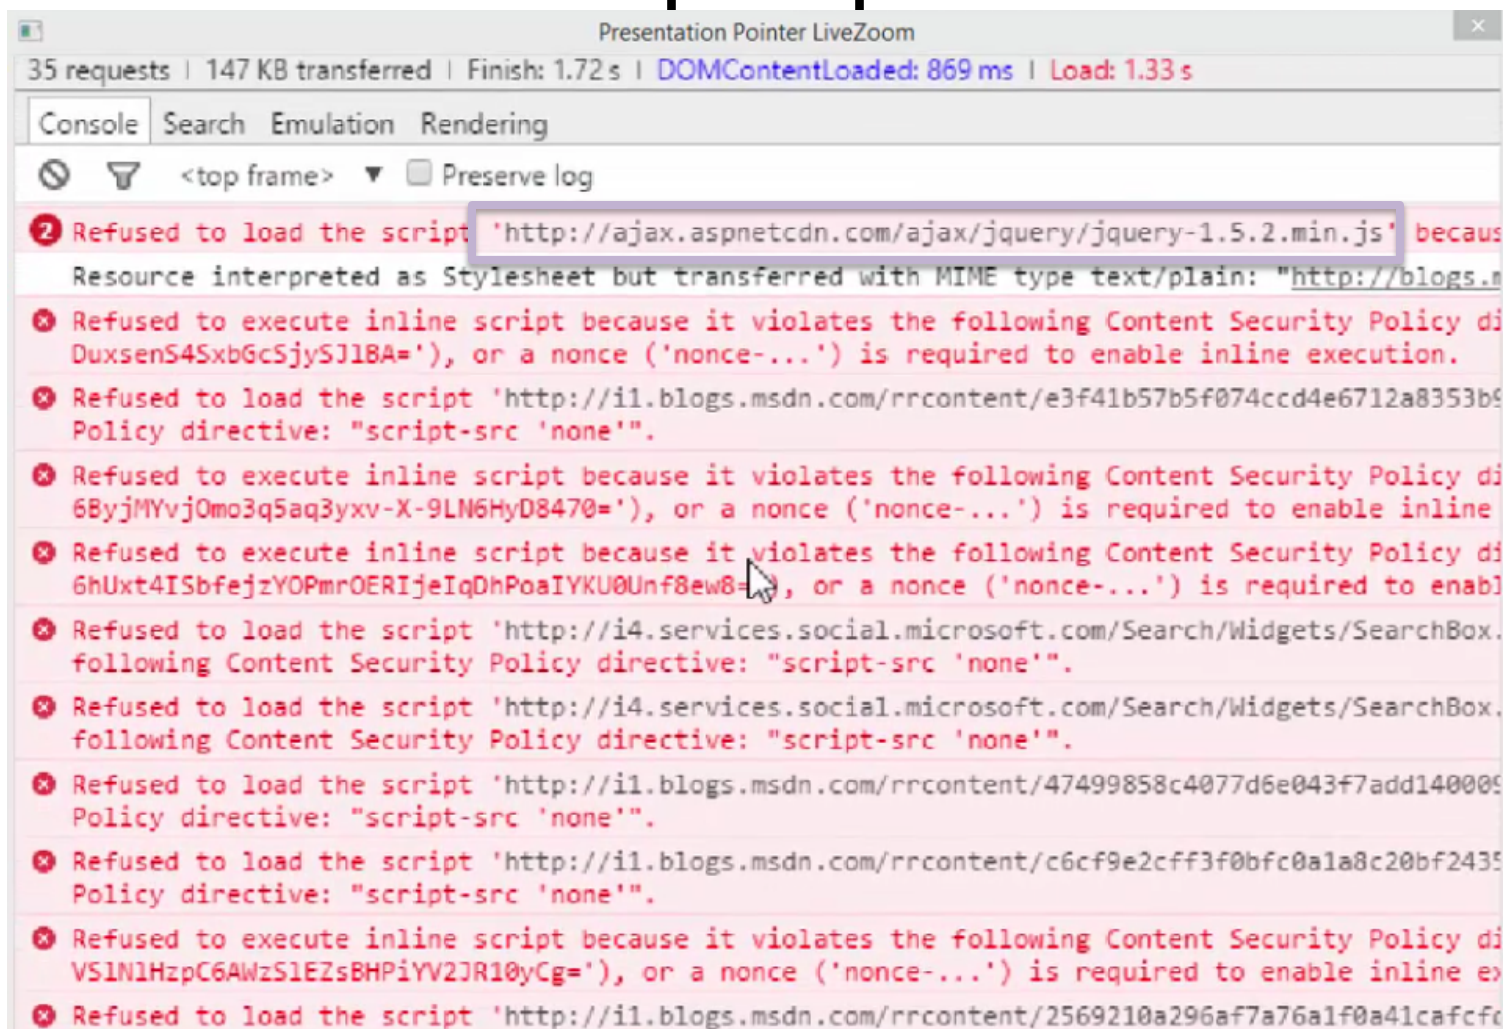 Presentation Pointer LiveZoom
35 requests | 147 KB transferred | Finish: 1.72 s | DOMContentLoaded: 869 ms | Load: 1.33 s
Console Search Emulation Rendering
<top frame> ▼ Preserve log
2 Refused to load the script 'http://ajax.aspnetcdn.com/ajax/jquery/jquery-1.5.2.min.js' becaus
Resource interpreted as Stylesheet but transferred with MIME type text/plain: "http://blogs.m
Refused to execute inline script because it violates the following Content Security Policy di
DuxsenS4SxbGcSjySJlBA='), or a nonce ('nonce-...') is required to enable inline execution.
Refused to load the script 'http://i1.blogs.msdn.com/rrcontent/e3f41b57b5f074ccd4e6712a8353b9
Policy directive: "script-src 'none'".
Refused to execute inline script because it violates the following Content Security Policy di
6ByjMYvjOmo3q5aq3yxv-X-9LN6HyD8470='), or a nonce ('nonce-...') is required to enable inline
Refused to execute inline script because it violates the following Content Security Policy di
6hUxt4ISbfejzYOPmrOERIjeIqDhPoaIYKU0Unf8ew8='), or a nonce ('nonce-...') is required to enabl
Refused to load the script 'http://i4.services.social.microsoft.com/Search/Widgets/SearchBox.
following Content Security Policy directive: "script-src 'none'".
Refused to load the script 'http://i4.services.social.microsoft.com/Search/Widgets/SearchBox.
following Content Security Policy directive: "script-src 'none'".
Refused to load the script 'http://i1.blogs.msdn.com/rrcontent/47499858c4077d6e043f7add140009
Policy directive: "script-src 'none'".
Refused to load the script 'http://i1.blogs.msdn.com/rrcontent/c6cf9e2cff3f0bfc0a1a8c20bf2435
Policy directive: "script-src 'none'".
Refused to execute inline script because it violates the following Content Security Policy di
VSlNlHzpC6AWzSlEZsBHPiYV2JR10yCg='), or a nonce ('nonce-...') is required to enable inline ex
Refused to load the script 'http://i1.blogs.msdn.com/rrcontent/2569210a296af7a76a1f0a41cafcfc